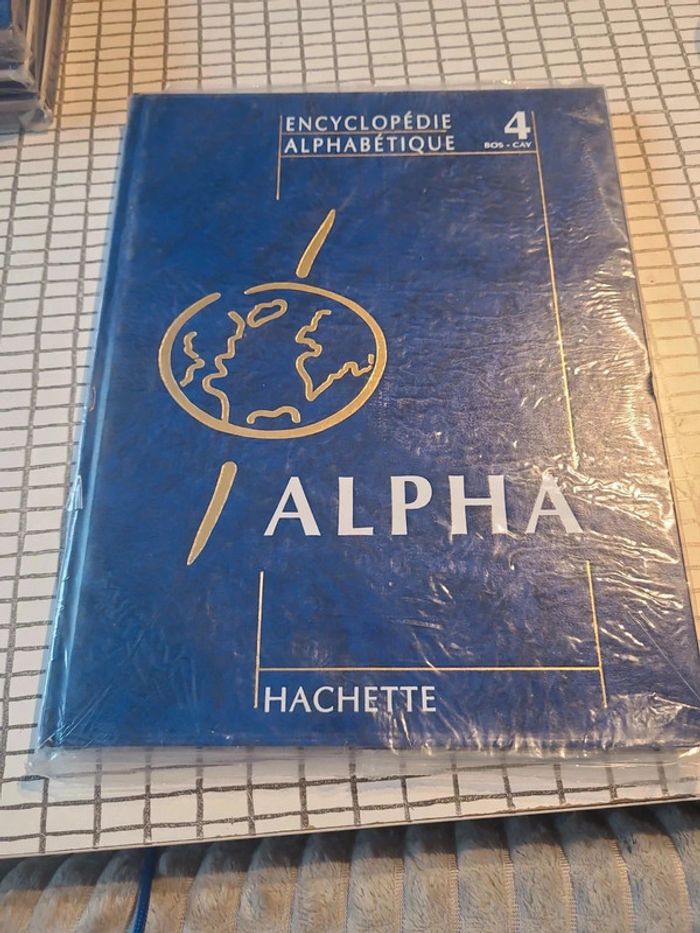 ENCYCLOPÉDIE
ALPHABÉTIQUE
4
BOS - CAY
ALPHA
HACHETTE